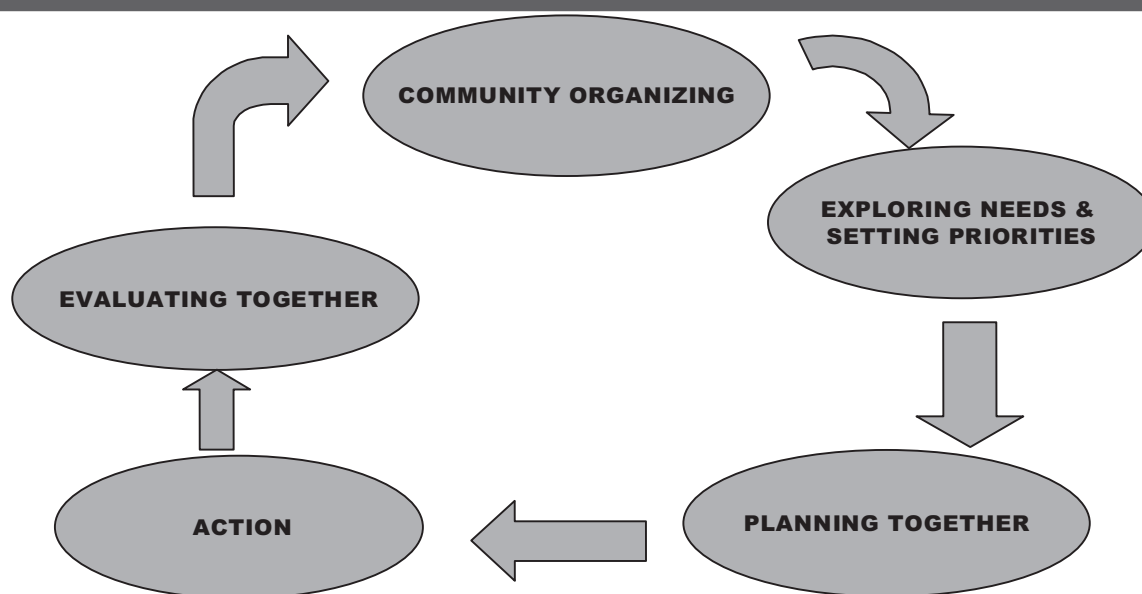 COMMUNITY ORGANIZING
EXPLORING NEEDS &
SETTING PRIORITIES
PLANNING TOGETHER
ACTION
EVALUATING TOGETHER